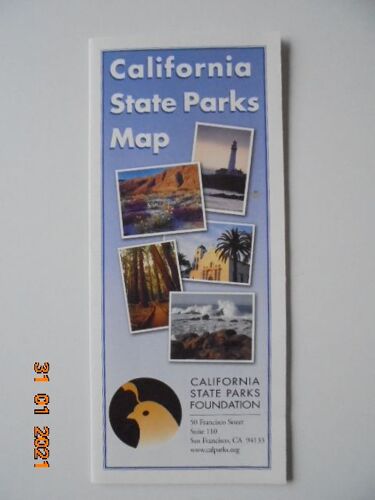 California
State Parks
Map
CALIFORNIA
STATE PARKS
FOUNDATION
50 Francisco Street
Suite 110
San Francisco, CA 94133
www.calparks.org
31 01 2021